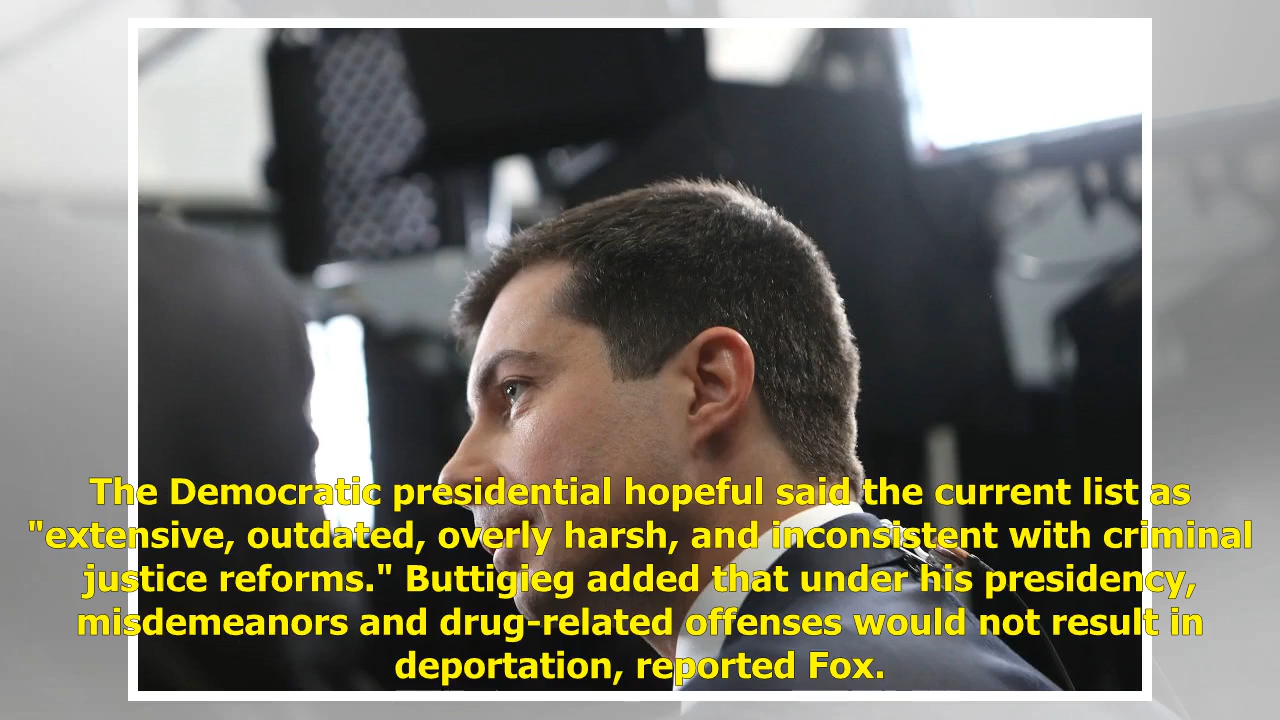 The Democratic presidential hopeful said the current list as
"extensive, outdated, overly harsh, and inconsistent with criminal
justice reforms." Buttigieg added that under his presidency,
misdemeanors and drug-related offenses would not result in
deportation, reported Fox.